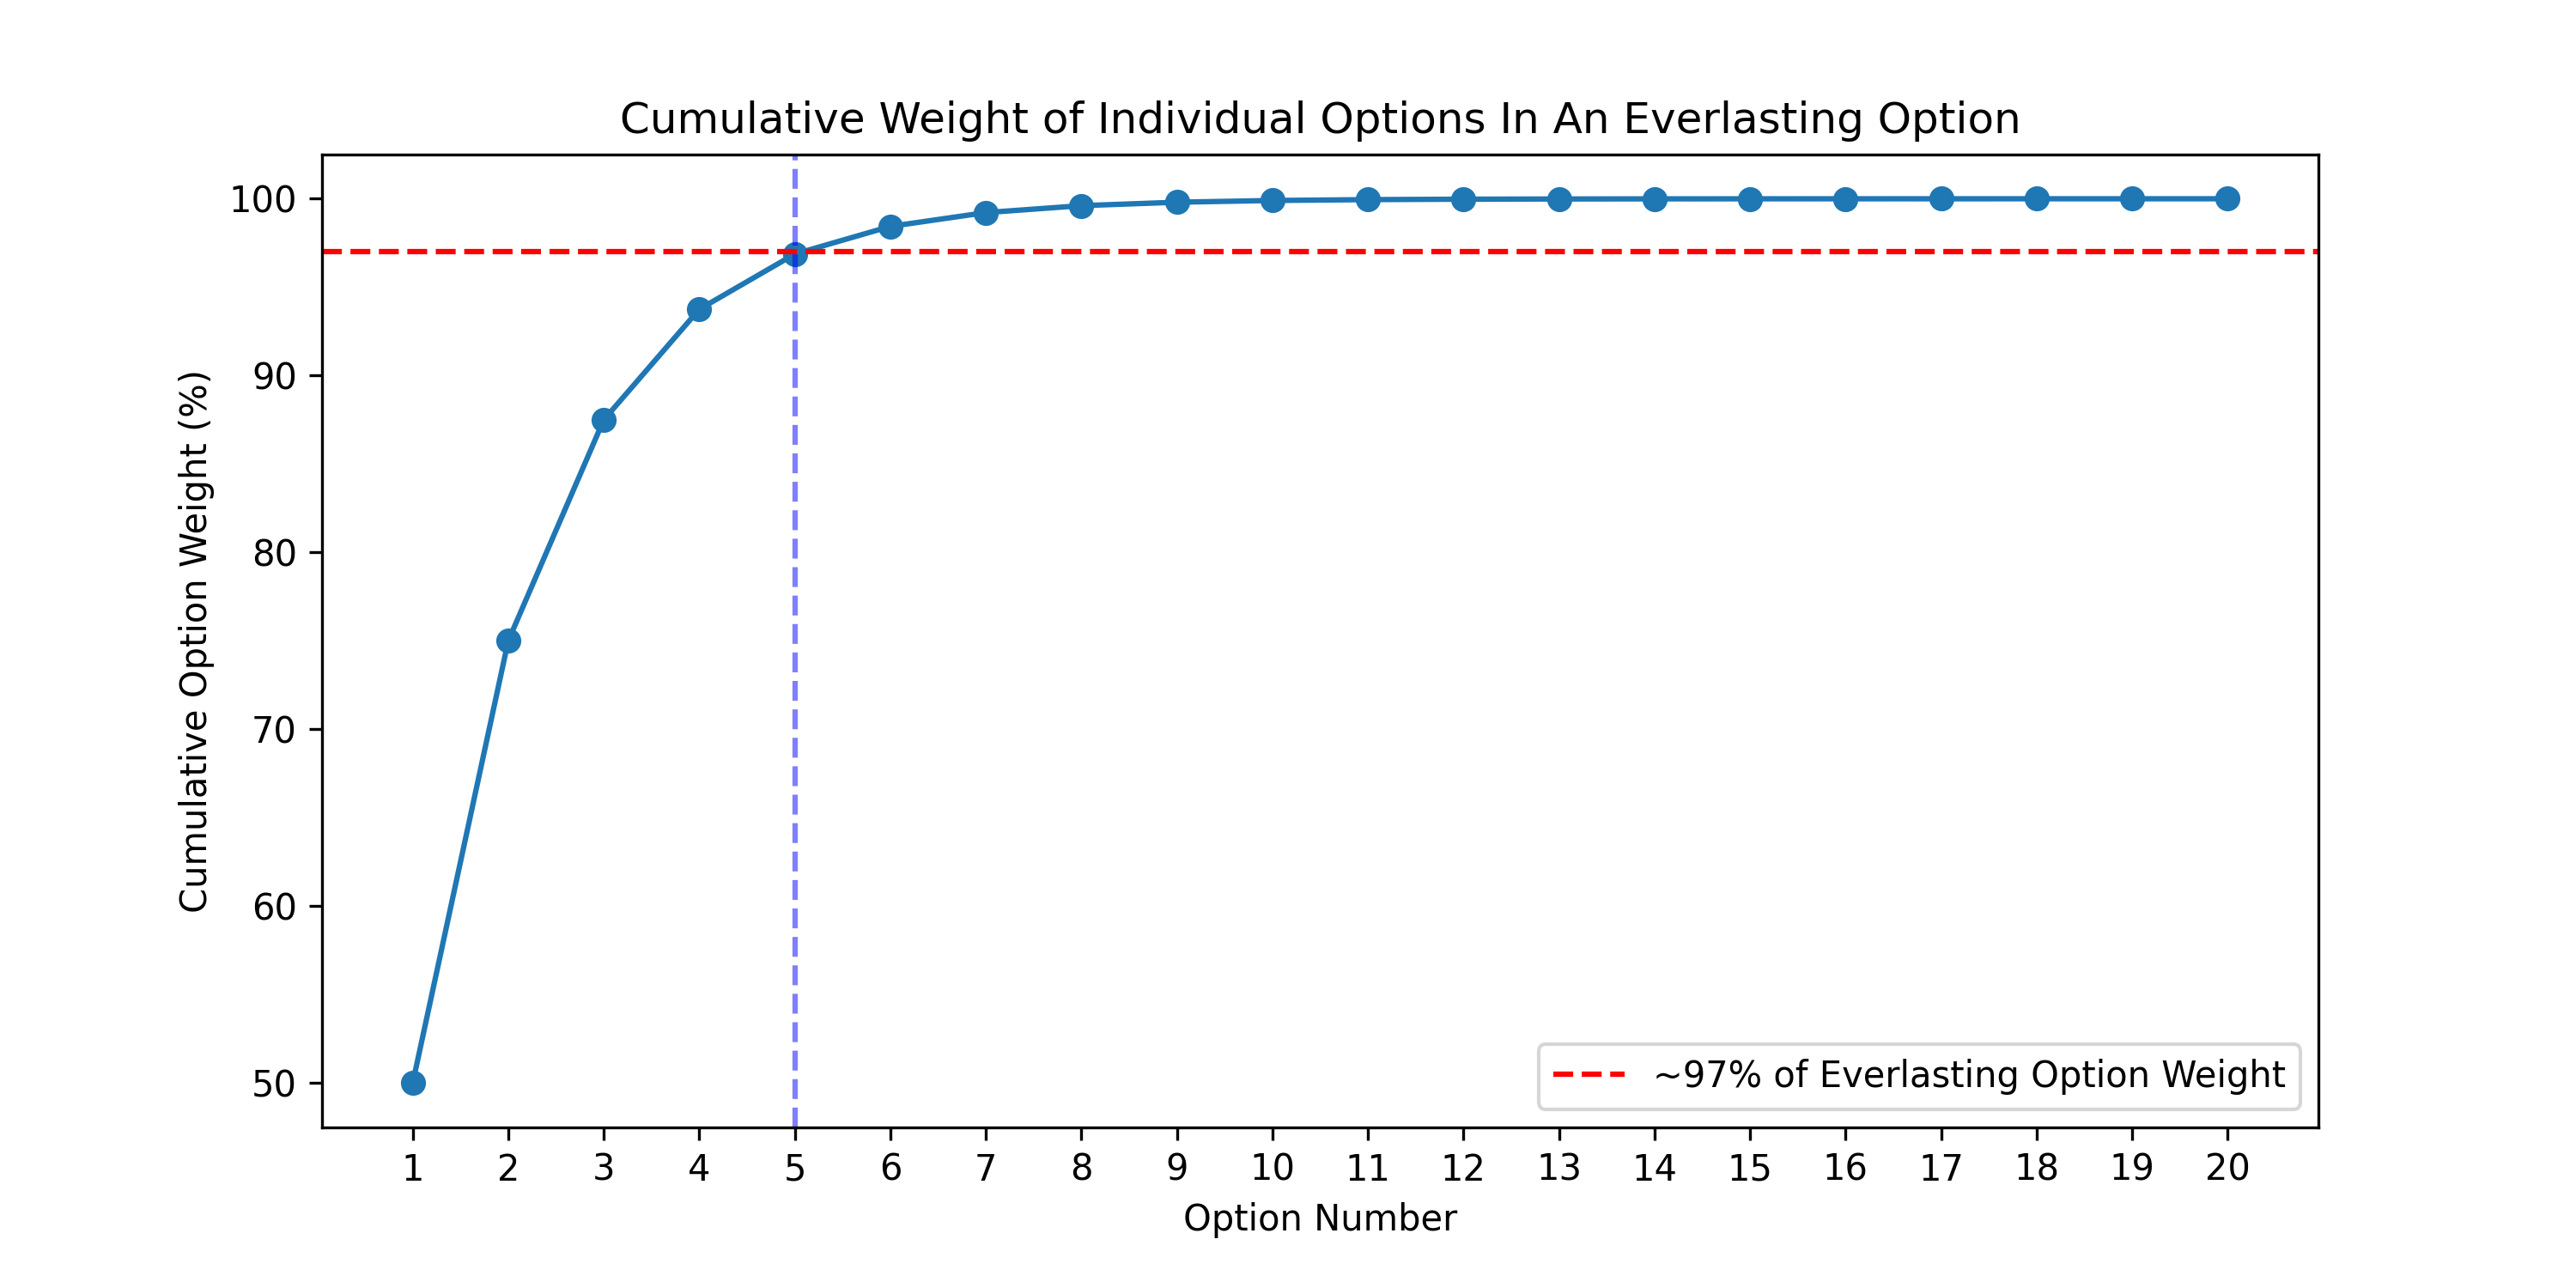 Cumulative Weight of Individual Options In An Everlasting Option
Cumulative Option Weight (%)
100
90
80
70
60
50
~97% of Everlasting Option Weight
1 2 3 4 5 6 7 8 9 10 11 12 13 14 15 16 17 18 19 20
Option Number